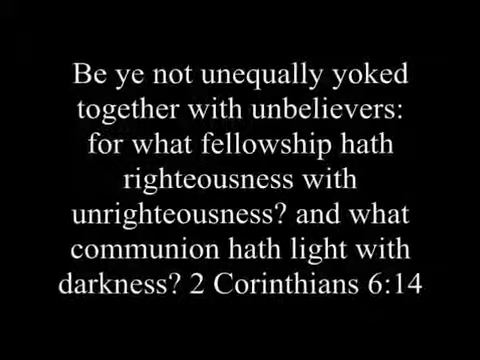 Be ye not unequally yoked
together with unbelievers:
for what fellowship hath
righteousness with
unrighteousness? and what
communion hath light with
darkness? 2 Corinthians 6:14